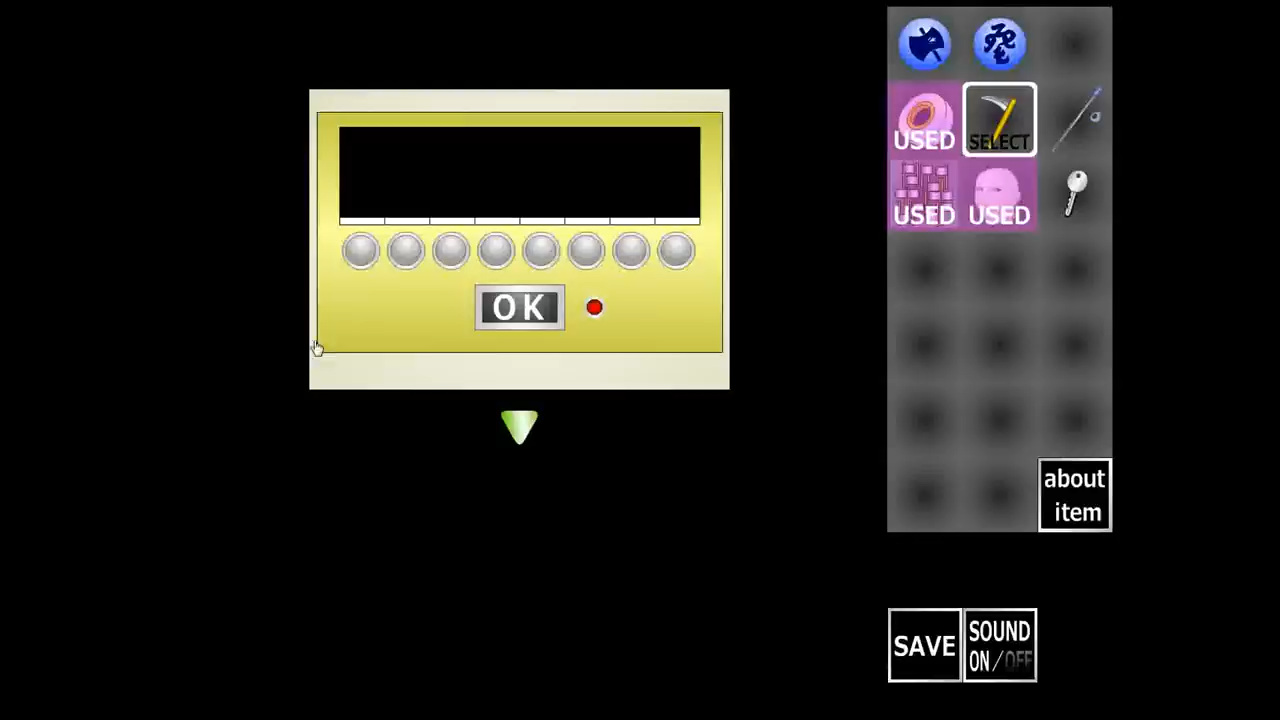 USED
SELECT
USED
USED
OK
about
item
SAVE
SOUND
ON/OFF